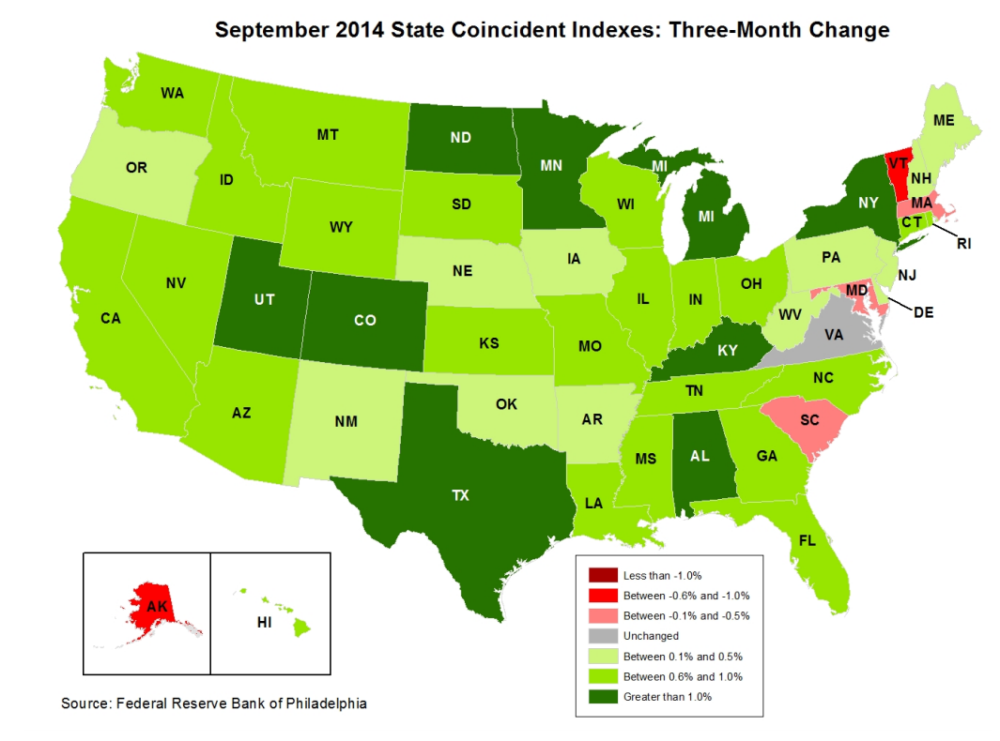 September 2014 State Coincident Indexes: Three-Month Change
WA
MT
ND
MN
MI
ME
VT
NH
OR
ID
SD
WI
MI
NY
MA
CT
RI
WY
NE
IA
PA
NJ
NV
UT
CO
IL
IN
OH
MD
DE
CA
KS
MO
WV
VA
KY
AZ
NM
OK
AR
TN
NC
SC
MS
AL
GA
TX
LA
FL
AK
HI
Less than -1.0%
Between -0.6% and -1.0%
Between -0.1% and -0.5%
Unchanged
Between 0.1% and 0.5%
Between 0.6% and 1.0%
Greater than 1.0%
Source: Federal Reserve Bank of Philadelphia